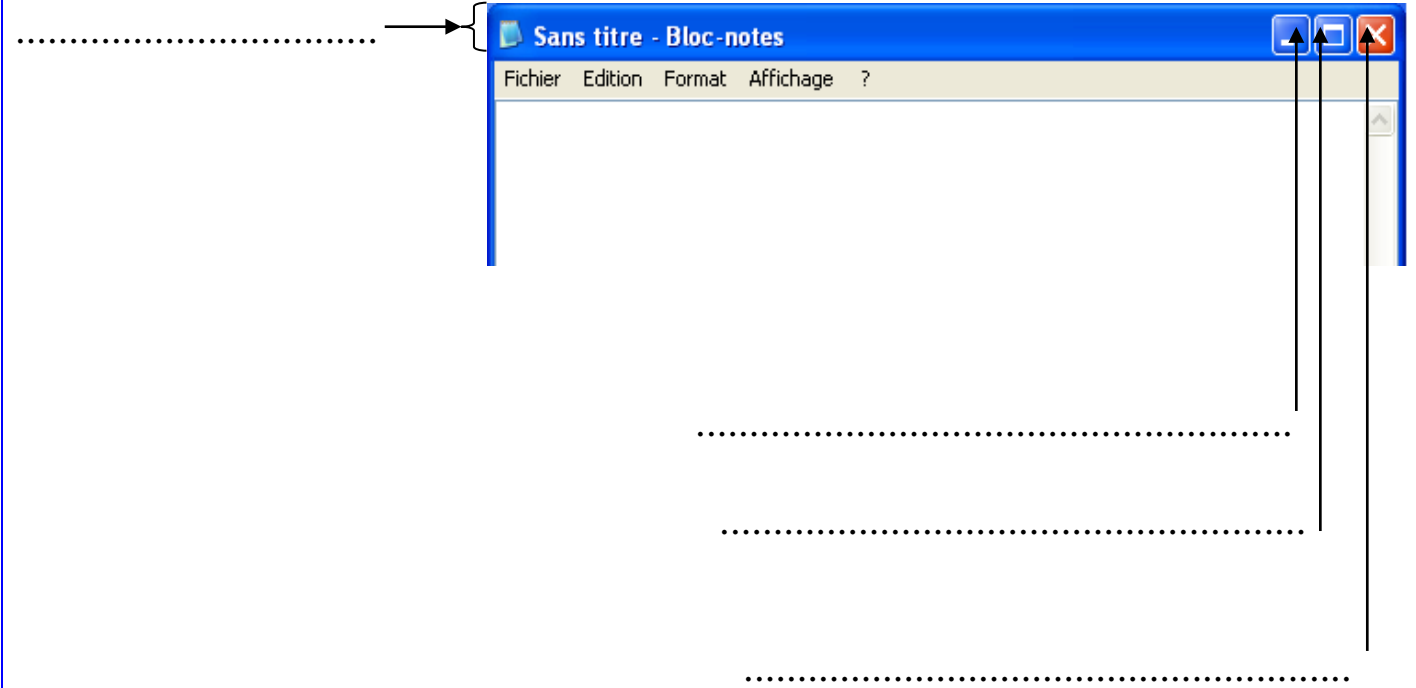 Sans titre - Bloc-notes
Fichier Edition Format Affichage ?